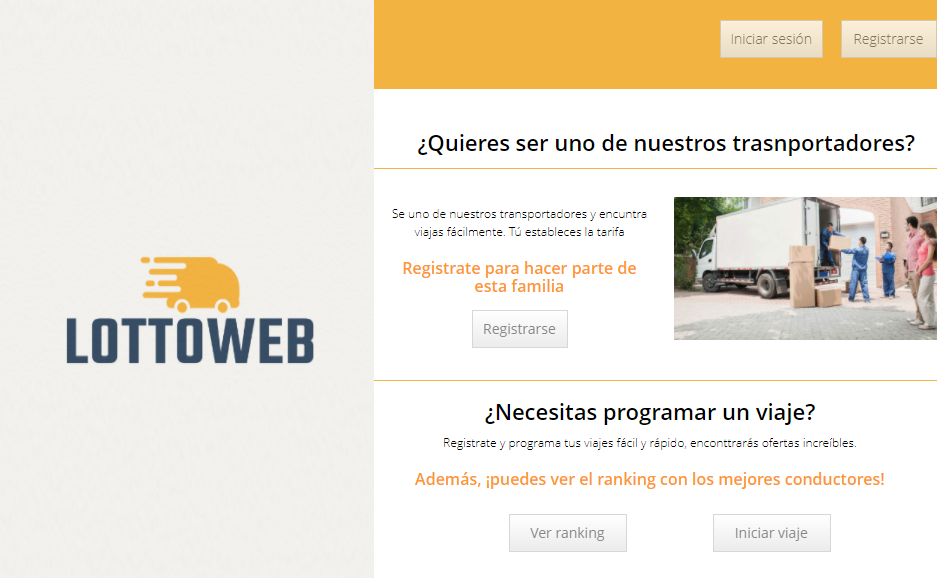 Iniciar sesión
Registrarse
¿Quieres ser uno de nuestros trasnportadores?
Se uno de nuestros transportadores y encuntra
viajas fácilmente. Tú estableces la tarifa
Registrate para hacer parte de
esta familia
Registrarse
LOTTOWEB
¿Necesitas programar un viaje?
Registrate y programa tus viajes fácil y rápido, enconttrarás ofertas increíbles.
Además, ¡puedes ver el ranking con los mejores conductores!
Ver ranking
Iniciar viaje